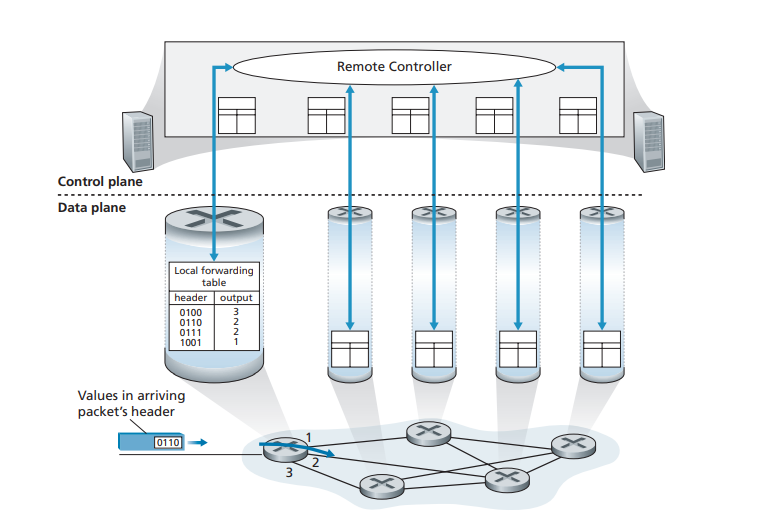 Remote Controller
Control plane
Data plane
Local forwarding
table
header output
0100 3
0110 2
0111 2
1001 1
Values in arriving
packet's header
0110
1
2
3